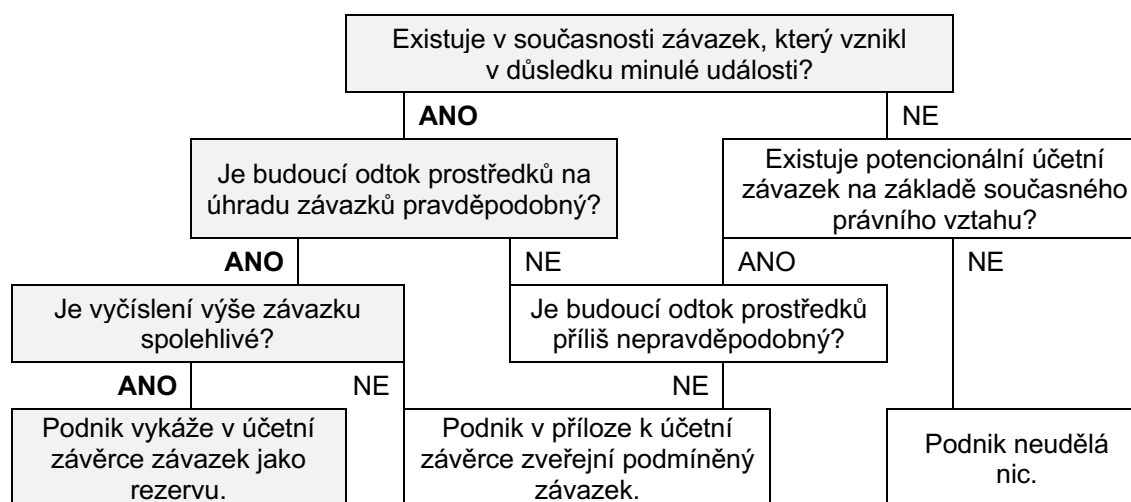 Existuje v současnosti závazek, který vznikl
v důsledku minulé události?
ANO
NE
Je budoucí odtok prostředků na
úhradu závazků pravděpodobný?
Existuje potencionální účetní
závazek na základě současného
právního vztahu?
ANO
NE
ANO
NE
Je vyčíslení výše závazku
spolehlivé?
Je budoucí odtok prostředků
příliš nepravděpodobný?
ANO
NE
NE
Podnik vykáže v účetní
závěrce závazek jako
rezervu.
Podnik v příloze k účetní
závěrce zveřejní podmíněný
závazek.
Podnik neudělá
nic.